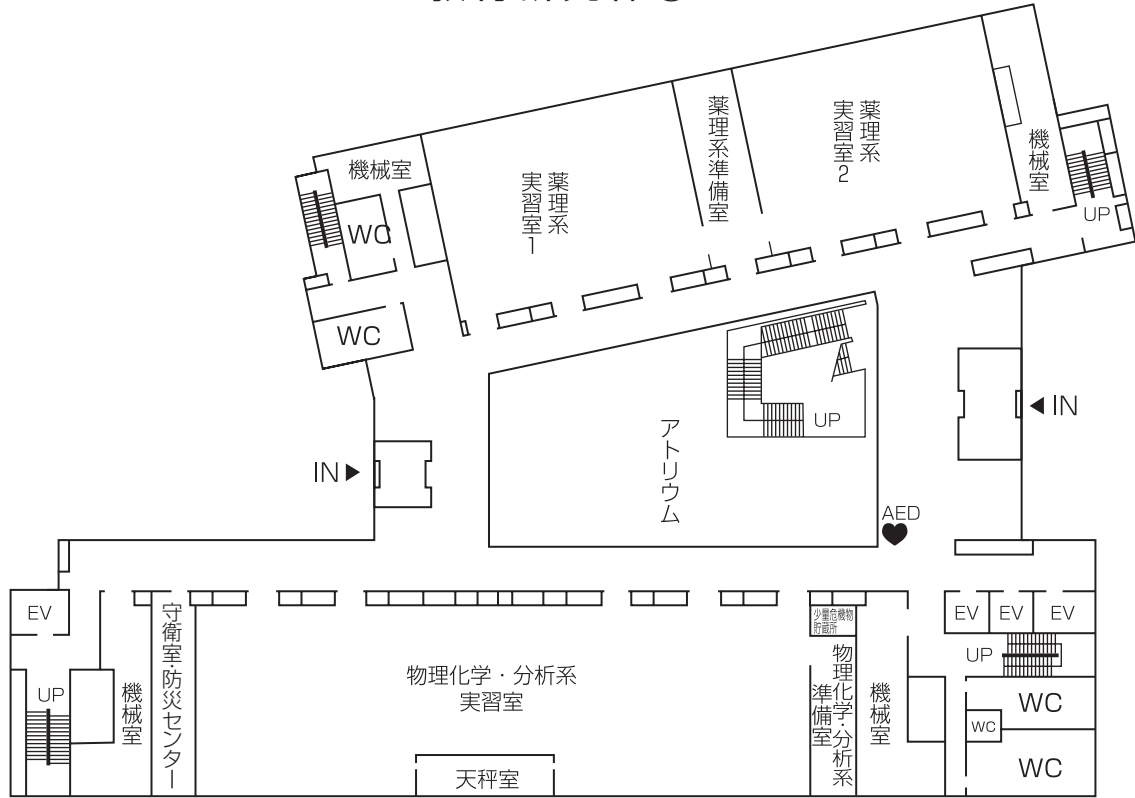 機械室
WC
WC
薬理系
実習室1
薬理系準備室
薬理系
実習室2
機械室
UP
IN
アトリウム
UP
IN
AED
EV
UP
機械室
守衛室・防災センター
物理化学・分析系
実習室
天秤室
少量危機物
貯蔵所
物理化学・分析系
準備室
機械室
EV
EV
EV
UP
WC
WC
WC